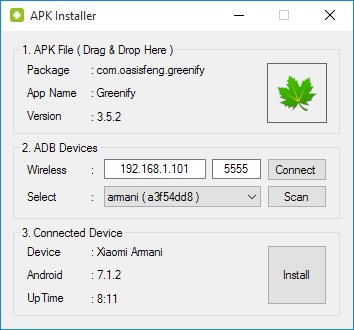 APK Installer
1. APK File ( Drag & Drop Here )
Package : com.oasisfeng.greenify
App Name : Greenify
Version : 3.5.2
2. ADB Devices
Wireless : 192.168.1.101 5555 Connect
Select : armani ( a3f54dd8 ) Scan
3. Connected Device
Device : Xiaomi Armani
Android : 7.1.2
UpTime : 8:11
Install